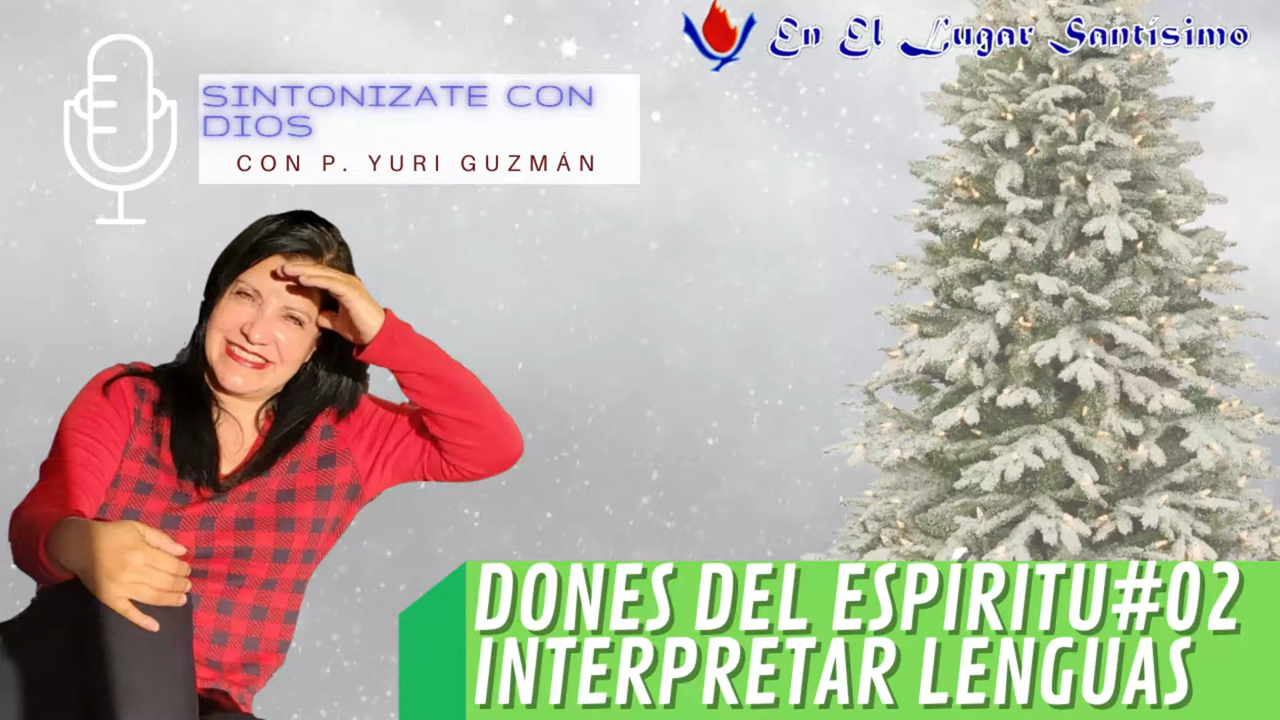 En El Lugar Santísimo
SINTONIZATE CON
DIOS
CON P. YURI GUZMÁN
DONES DEL ESPÍRITU#02
INTERPRETAR LENGUAS